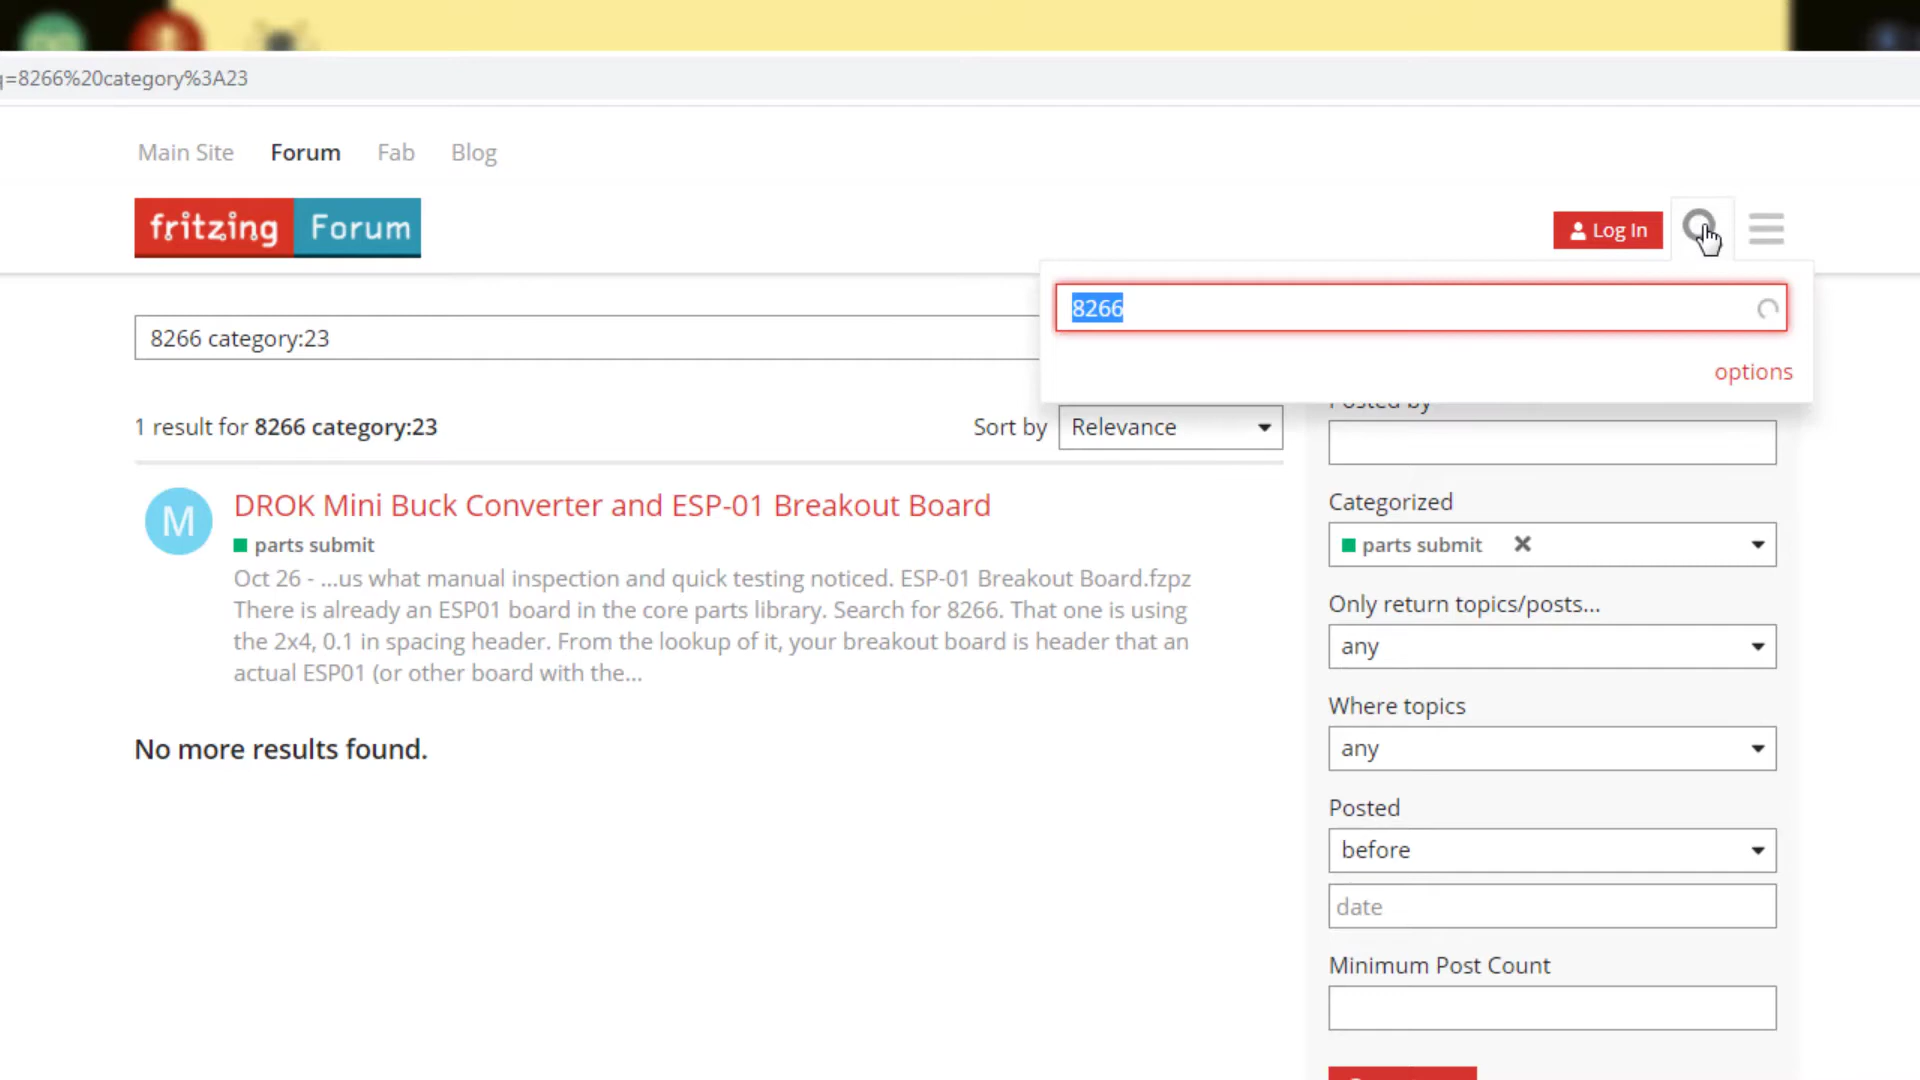 q=8266%20category%3A23
Main Site Forum Fab Blog
fritzing Forum
Log In
8266
options
8266 category:23
1 result for 8266 category:23
Sort by Relevance
DROK Mini Buck Converter and ESP-01 Breakout Board
parts submit
Oct 26 - ...us what manual inspection and quick testing noticed. ESP-01 Breakout Board.fzpz
There is already an ESP01 board in the core parts library. Search for 8266. That one is using
the 2x4, 0.1 in spacing header. From the lookup of it, your breakout board is header that an
actual ESP01 (or other board with the...
No more results found.
Posted by
Categorized
parts submit
Only return topics/posts...
any
Where topics
any
Posted
before
date
Minimum Post Count